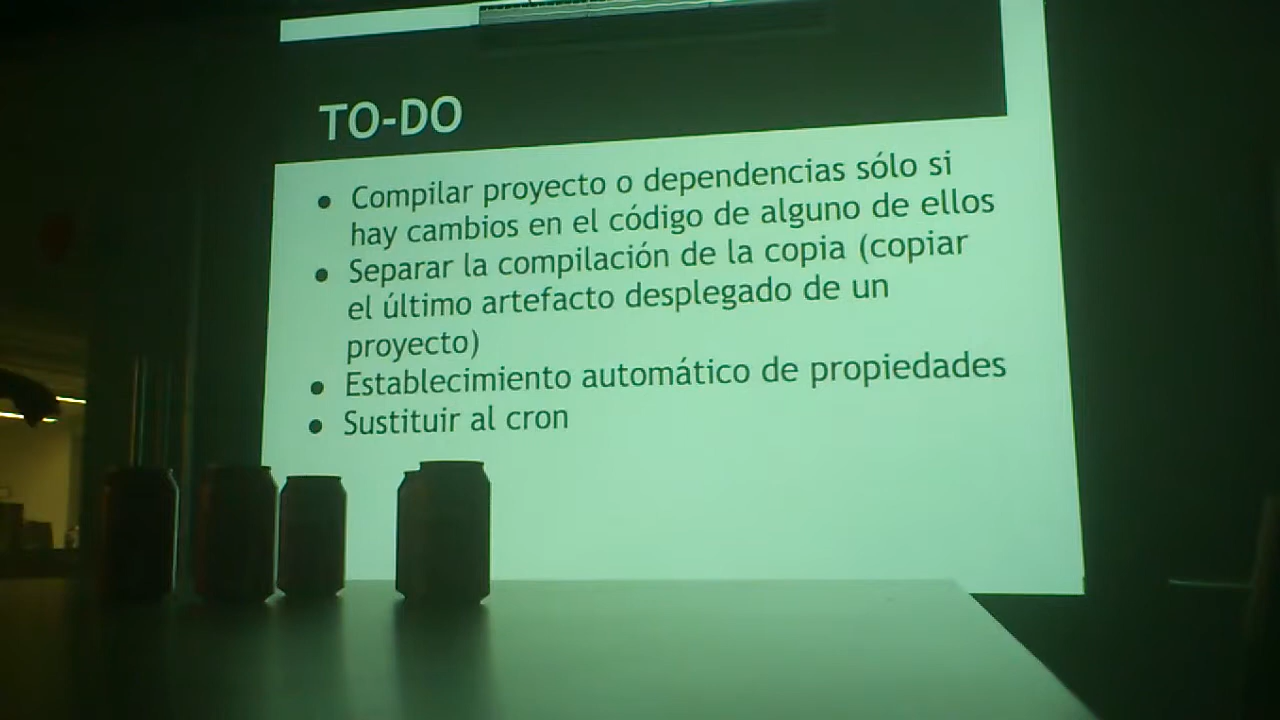 TO-DO
● Compilar proyecto o dependencias sólo si
hay cambios en el código de alguno de ellos
● Separar la compilación de la copia (copiar
el último artefacto desplegado de un
proyecto)
● Establecimiento automático de propiedades
● Sustituir al cron